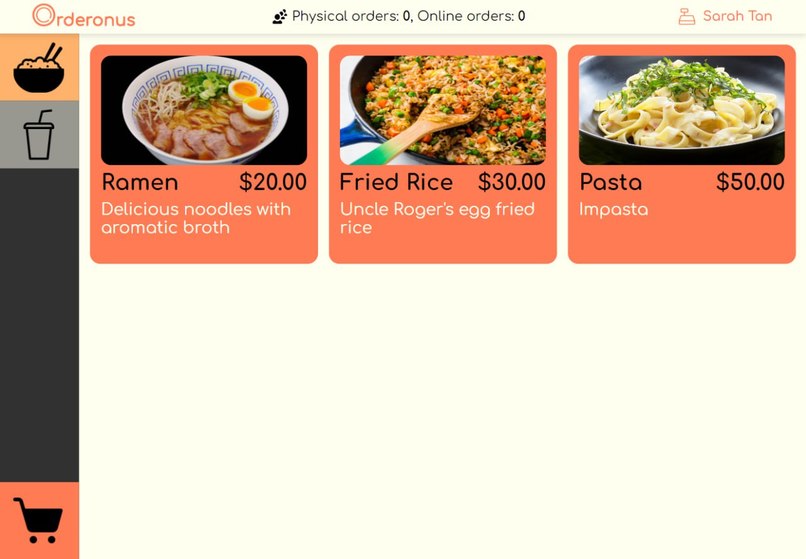 Orderonus
Physical orders: 0, Online orders: 0
Sarah Tan
Ramen $20.00
Delicious noodles with
aromatic broth
Fried Rice $30.00
Uncle Roger's egg fried
rice
Pasta $50.00
Impasta